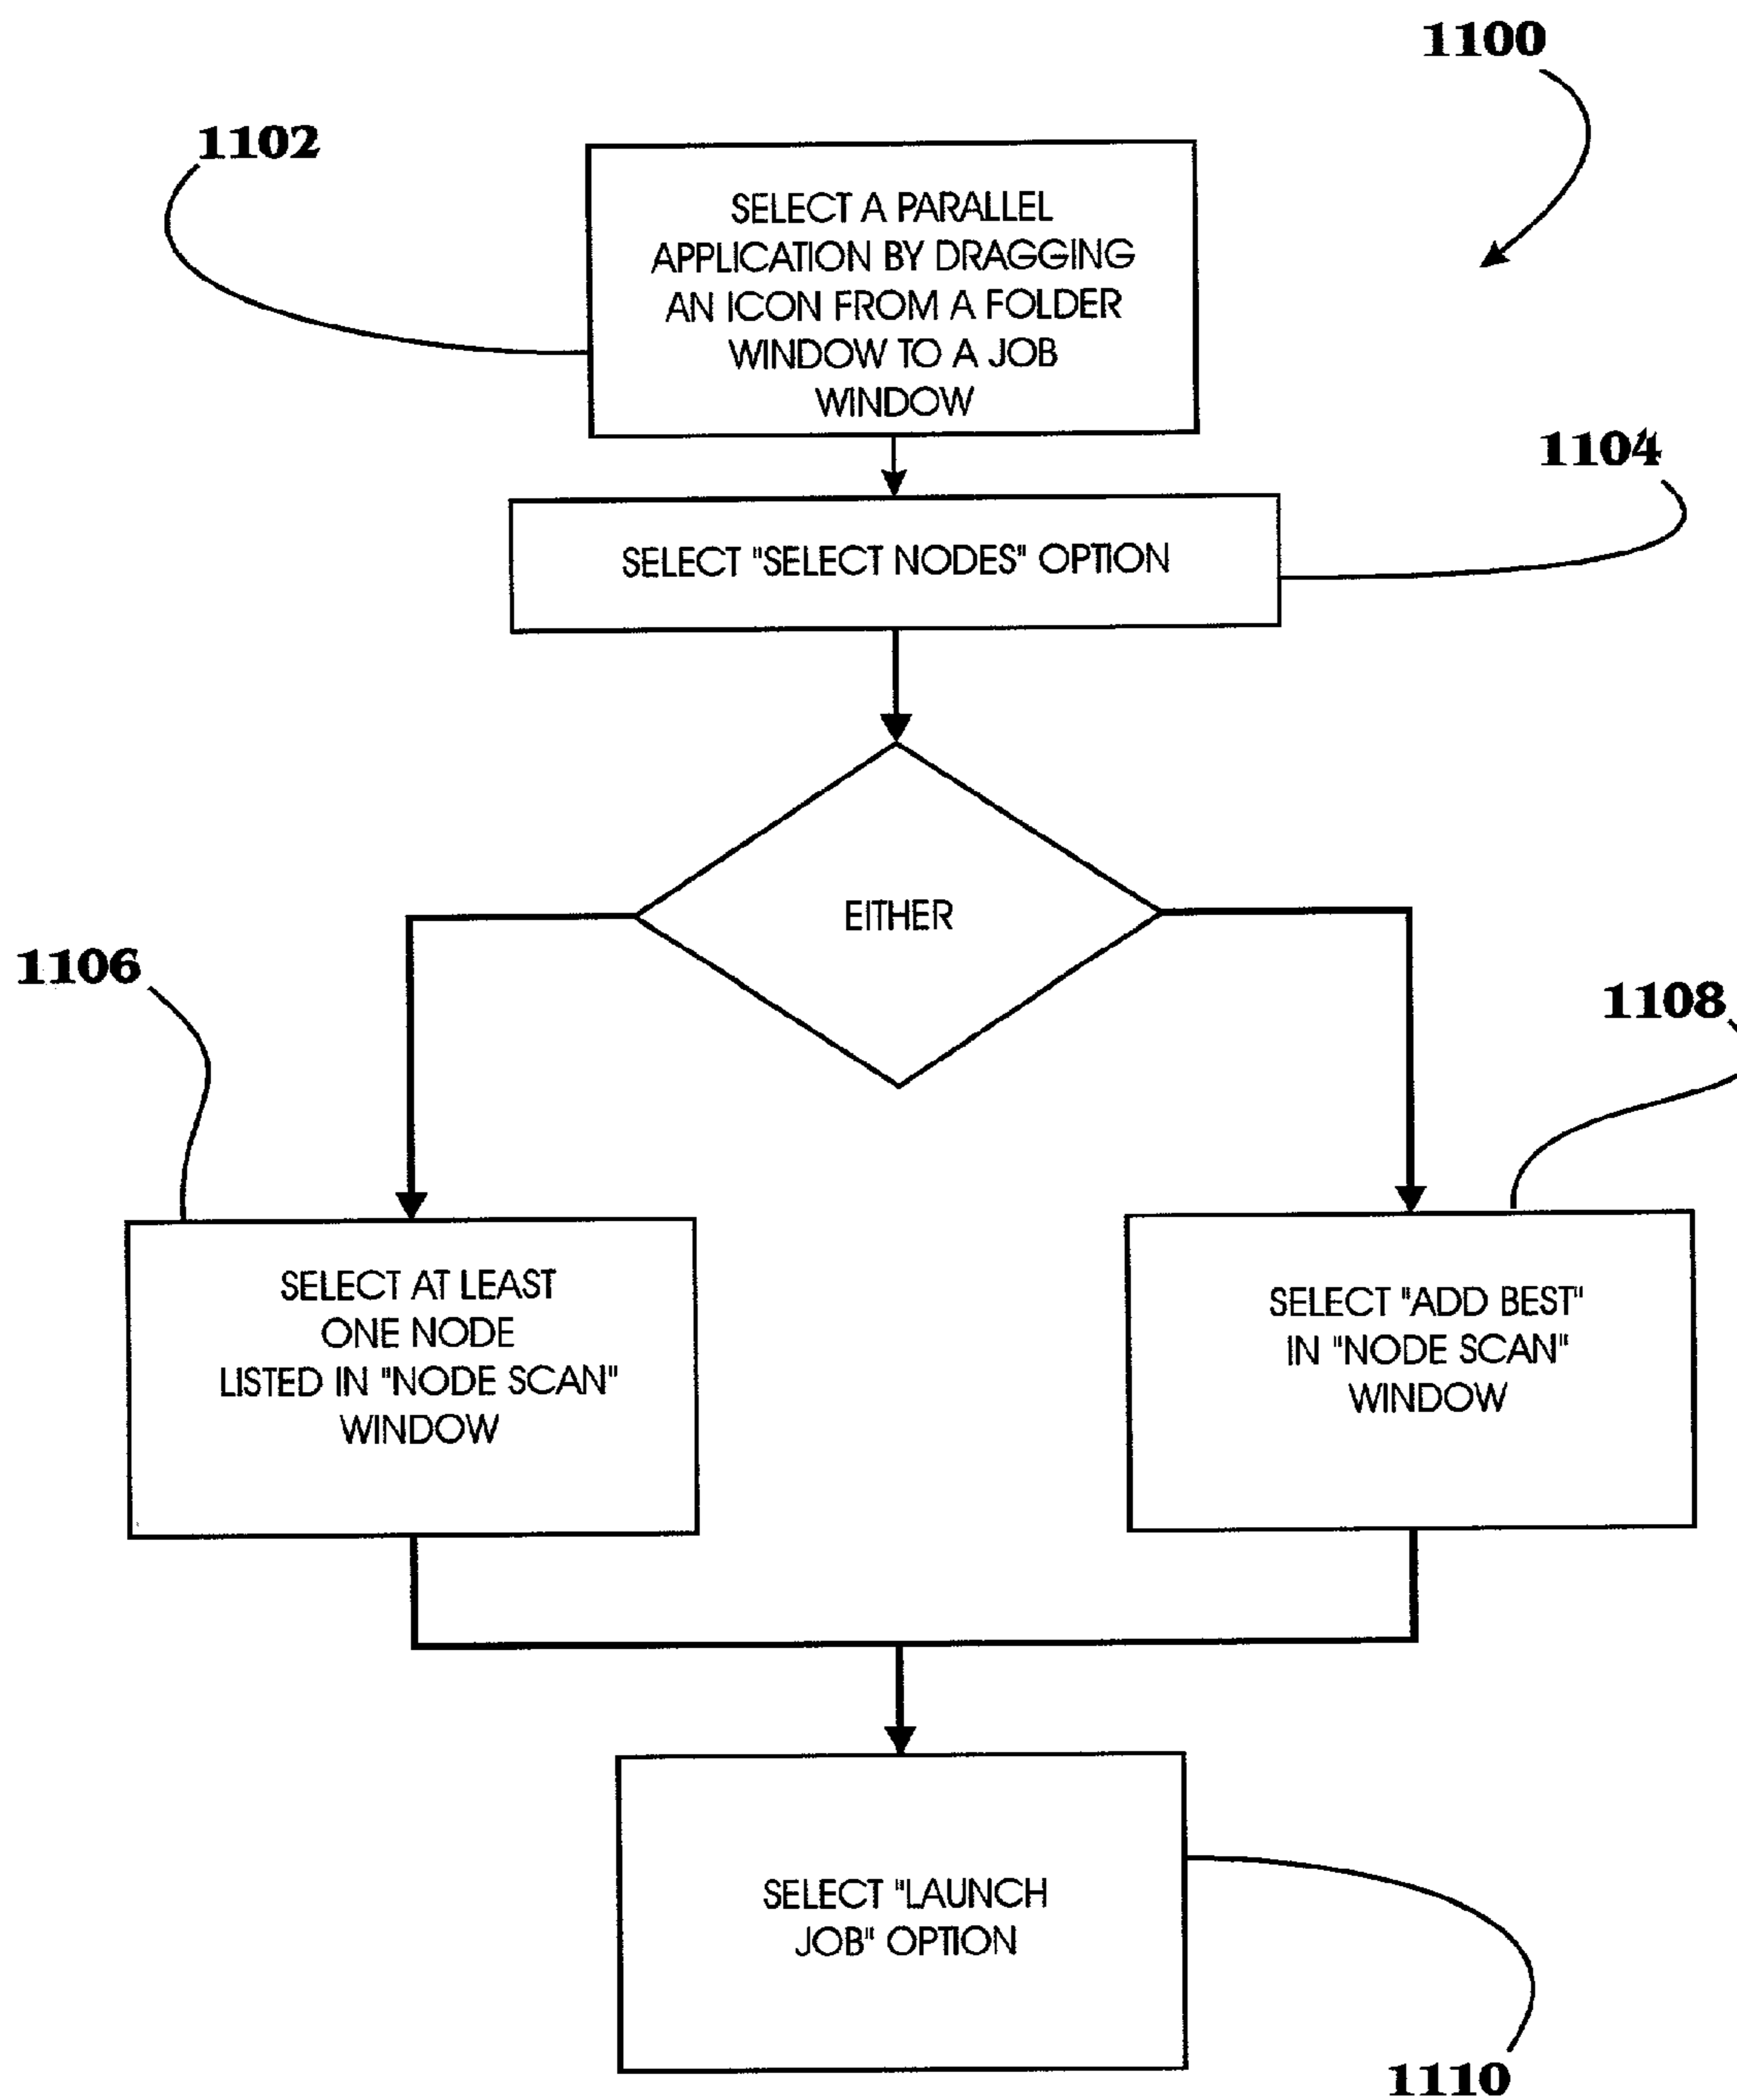 1100
1102
SELECT A PARALLEL
APPLICATION BY DRAGGING
AN ICON FROM A FOLDER
WINDOW TO A JOB
WINDOW
1104
SELECT "SELECT NODES" OPTION
EITHER
1106
1108
SELECT AT LEAST
ONE NODE
LISTED IN "NODE SCAN"
WINDOW
SELECT "ADD BEST"
IN "NODE SCAN"
WINDOW
SELECT "LAUNCH
JOB" OPTION
1110